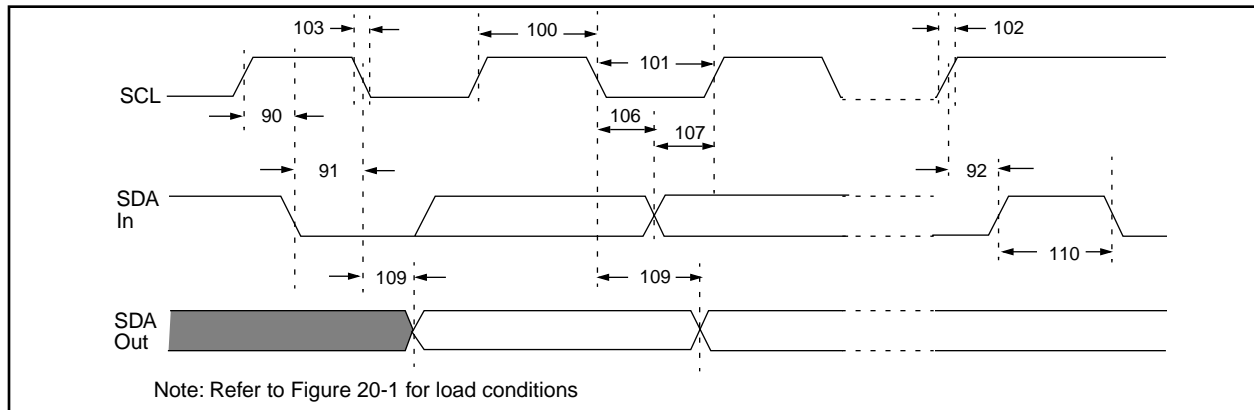 103
100
102
101
SCL
90
106
107
91
92
SDA
In
110
109
109
SDA
Out
Note: Refer to Figure 20-1 for load conditions